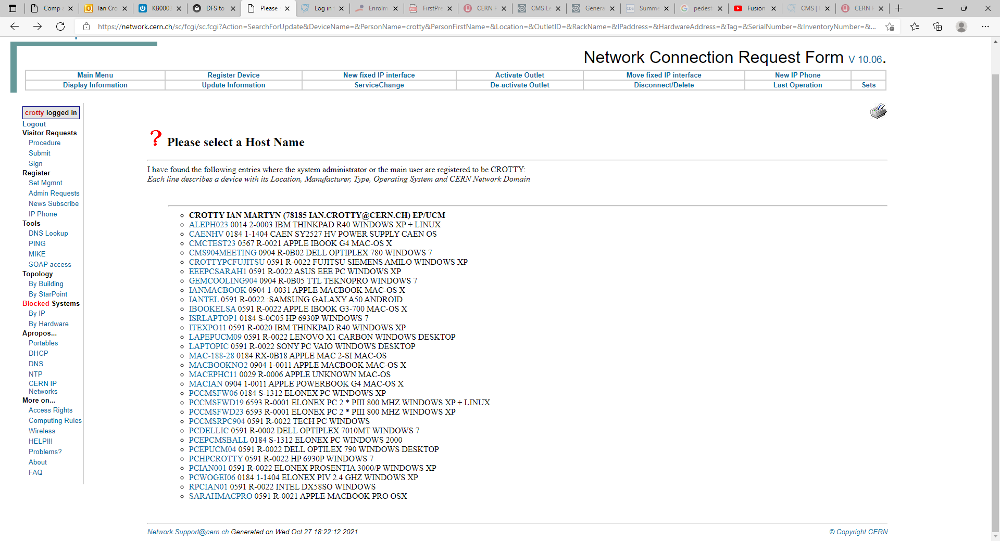 Comp a
Ian Cro
KB000
DFS to
Please
Log in
Enrolm
FirstPre
CERN
CMS Le
Genera
Summe
pedest
Fusion
CMS |
CERN
https://network.cern.ch/sc/fcgi/sc.fcgi?Action=SearchForUpdate&DeviceName=&PersonName=crotty&PersonFirstName=&Location=&OutletID=&RackName=&IPaddress=&HardwareAddress=&Tag=&SerialNumber=&InventoryNumber=&...
Network Connection Request Form V 10.06.
Main Menu Register Device New fixed IP interface Activate Outlet Move fixed IP interface New IP Phone
Display Information Update Information ServiceChange De-activate Outlet Disconnect/Delete Last Operation Sets
crotty logged in
Logout
Visitor Requests
Procedure
Submit
Sign
Register
Set Mgmnt
Admin Requests
News Subscribe
IP Phone
Tools
DNS Lookup
PING
MIKE
SOAP access
Topology
By Building
By StarPoint
Blocked Systems
By IP
By Hardware
Apropos...
Portables
DHCP
DNS
NTP
CERN IP
Networks
More on...
Access Rights
Computing Rules
Wireless
HELP!!!
Problems?
About
FAQ
? Please select a Host Name
I have found the following entries where the system administrator or the main user are registered to be CROTTY:
Each line describes a device with its Location, Manufacturer, Type, Operating System and CERN Network Domain
CROTTY IAN MARTYN (78185 IAN.CROTTY@CERN.CH) EP/UCM
ALEPH023 0014 2-0003 IBM THINKPAD R40 WINDOWS XP + LINUX
CAENHV 0184 1-1404 CAEN SY2527 HV POWER SUPPLY CAEN OS
CMCTEST23 0567 R-0021 APPLE IBOOK G4 MAC-OS X
CMS904MEETING 0904 R-0B02 DELL OPTIPLEX 780 WINDOWS 7
CROTTYPCFUJITSU 0591 R-0022 FUJITSU SIEMENS AMILO WINDOWS XP
EEEPCSARAH1 0591 R-0022 ASUS EEE PC WINDOWS XP
GEMCOOLING904 0904 R-0B05 TTL TEKNOPRO WINDOWS 7
IANMACBOOK 0904 1-0031 APPLE MACBOOK MAC-OS X
IANTEL 0591 R-0022 :SAMSUNG GALAXY A50 ANDROID
IBOOKELSA 0591 R-0022 APPLE IBOOK G3-700 MAC-OS X
ISRLAPTOP1 0184 S-0C05 HP 6930P WINDOWS 7
ITEXPO11 0591 R-0020 IBM THINKPAD R40 WINDOWS XP
LAPEPUCM09 0591 R-0022 LENOVO X1 CARBON WINDOWS DESKTOP
LAPTOPIC 0591 R-0022 SONY PC VAIO WINDOWS DESKTOP
MAC-188-28 0184 RX-0B18 APPLE MAC 2-SI MAC-OS
MACBOOKNO2 0904 1-0011 APPLE MACBOOK MAC-OS X
MACEPHC11 0029 R-0006 APPLE UNKNOWN MAC-OS
MACIAN 0904 1-0011 APPLE POWERBOOK G4 MAC-OS X
PCCMSFW06 0184 S-1312 ELONEX PC WINDOWS XP
PCCMSFWD19 6593 R-0001 ELONEX PC 2 * PIII 800 MHZ WINDOWS XP + LINUX
PCCMSFWD23 6593 R-0001 ELONEX PC 2 * PIII 800 MHZ WINDOWS XP
PCCMSRPC904 0591 R-0022 TECH PC WINDOWS
PCDELLIC 0591 R-0002 DELL OPTIPLEX 7010MT WINDOWS 7
PCEPCMSBALL 0184 S-1312 ELONEX PC WINDOWS 2000
PCEPUCM04 0591 R-0022 DELL OPTILEX 790 WINDOWS DESKTOP
PCHPCROTTY 0591 R-0022 HP 6930P WINDOWS 7
PCIAN001 0591 R-0022 ELONEX PROSENTIA 3000/P WINDOWS XP
PCWOGEI06 0184 1-1404 ELONEX PIV 2.4 GHZ WINDOWS XP
RPCIAN01 0591 R-0022 INTEL DX58SO WINDOWS
SARAHMACPRO 0591 R-0021 APPLE MACBOOK PRO OSX
Network.Support@cern.ch Generated on Wed Oct 27 18:22:12 2021
© Copyright CERN